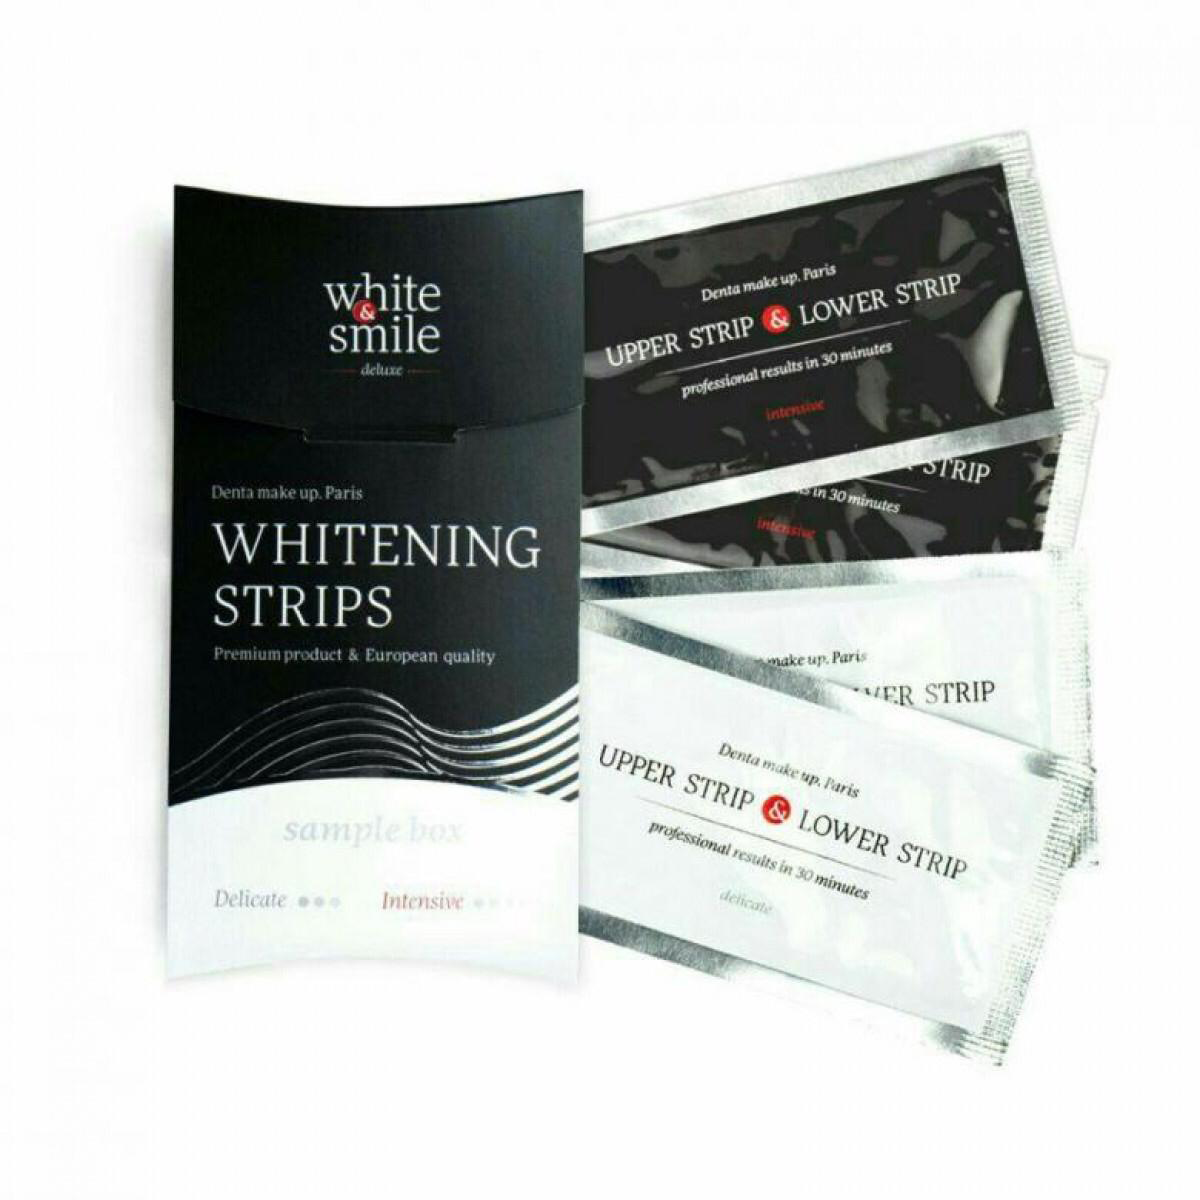 white
&
smile
deluxe
Denta make up. Paris
WHITENING
STRIPS
Premium product & European quality
sample box
Delicate
Intensive
Denta make up. Paris
UPPER STRIP & LOWER STRIP
professional results in 30 minutes
intensive
STRIP
in 30 minutes
intensive
make up. Paris
STRIP
Denta make up. Paris
UPPER STRIP & LOWER STRIP
professional results in 30 minutes
delicate